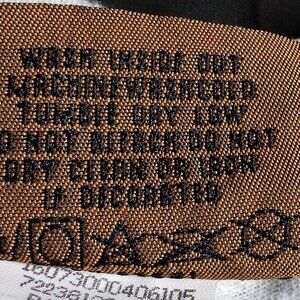 WASH INSIDE OUT
MACHINE WASH COLD
TUMBLE DRY LOW
O NOT BLEACH DO NOT
DRY CLEAN OR IRON
IF DECORATED
16073000406105